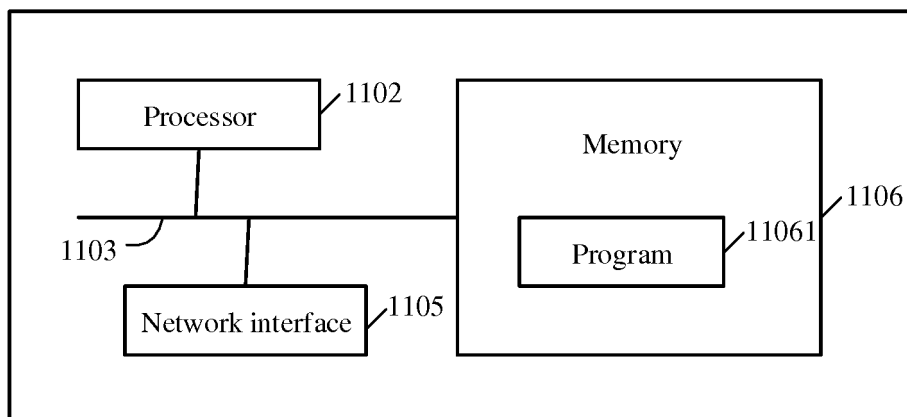 1102
Processor
Memory
1106
11061
1103
Program
Network interface
1105